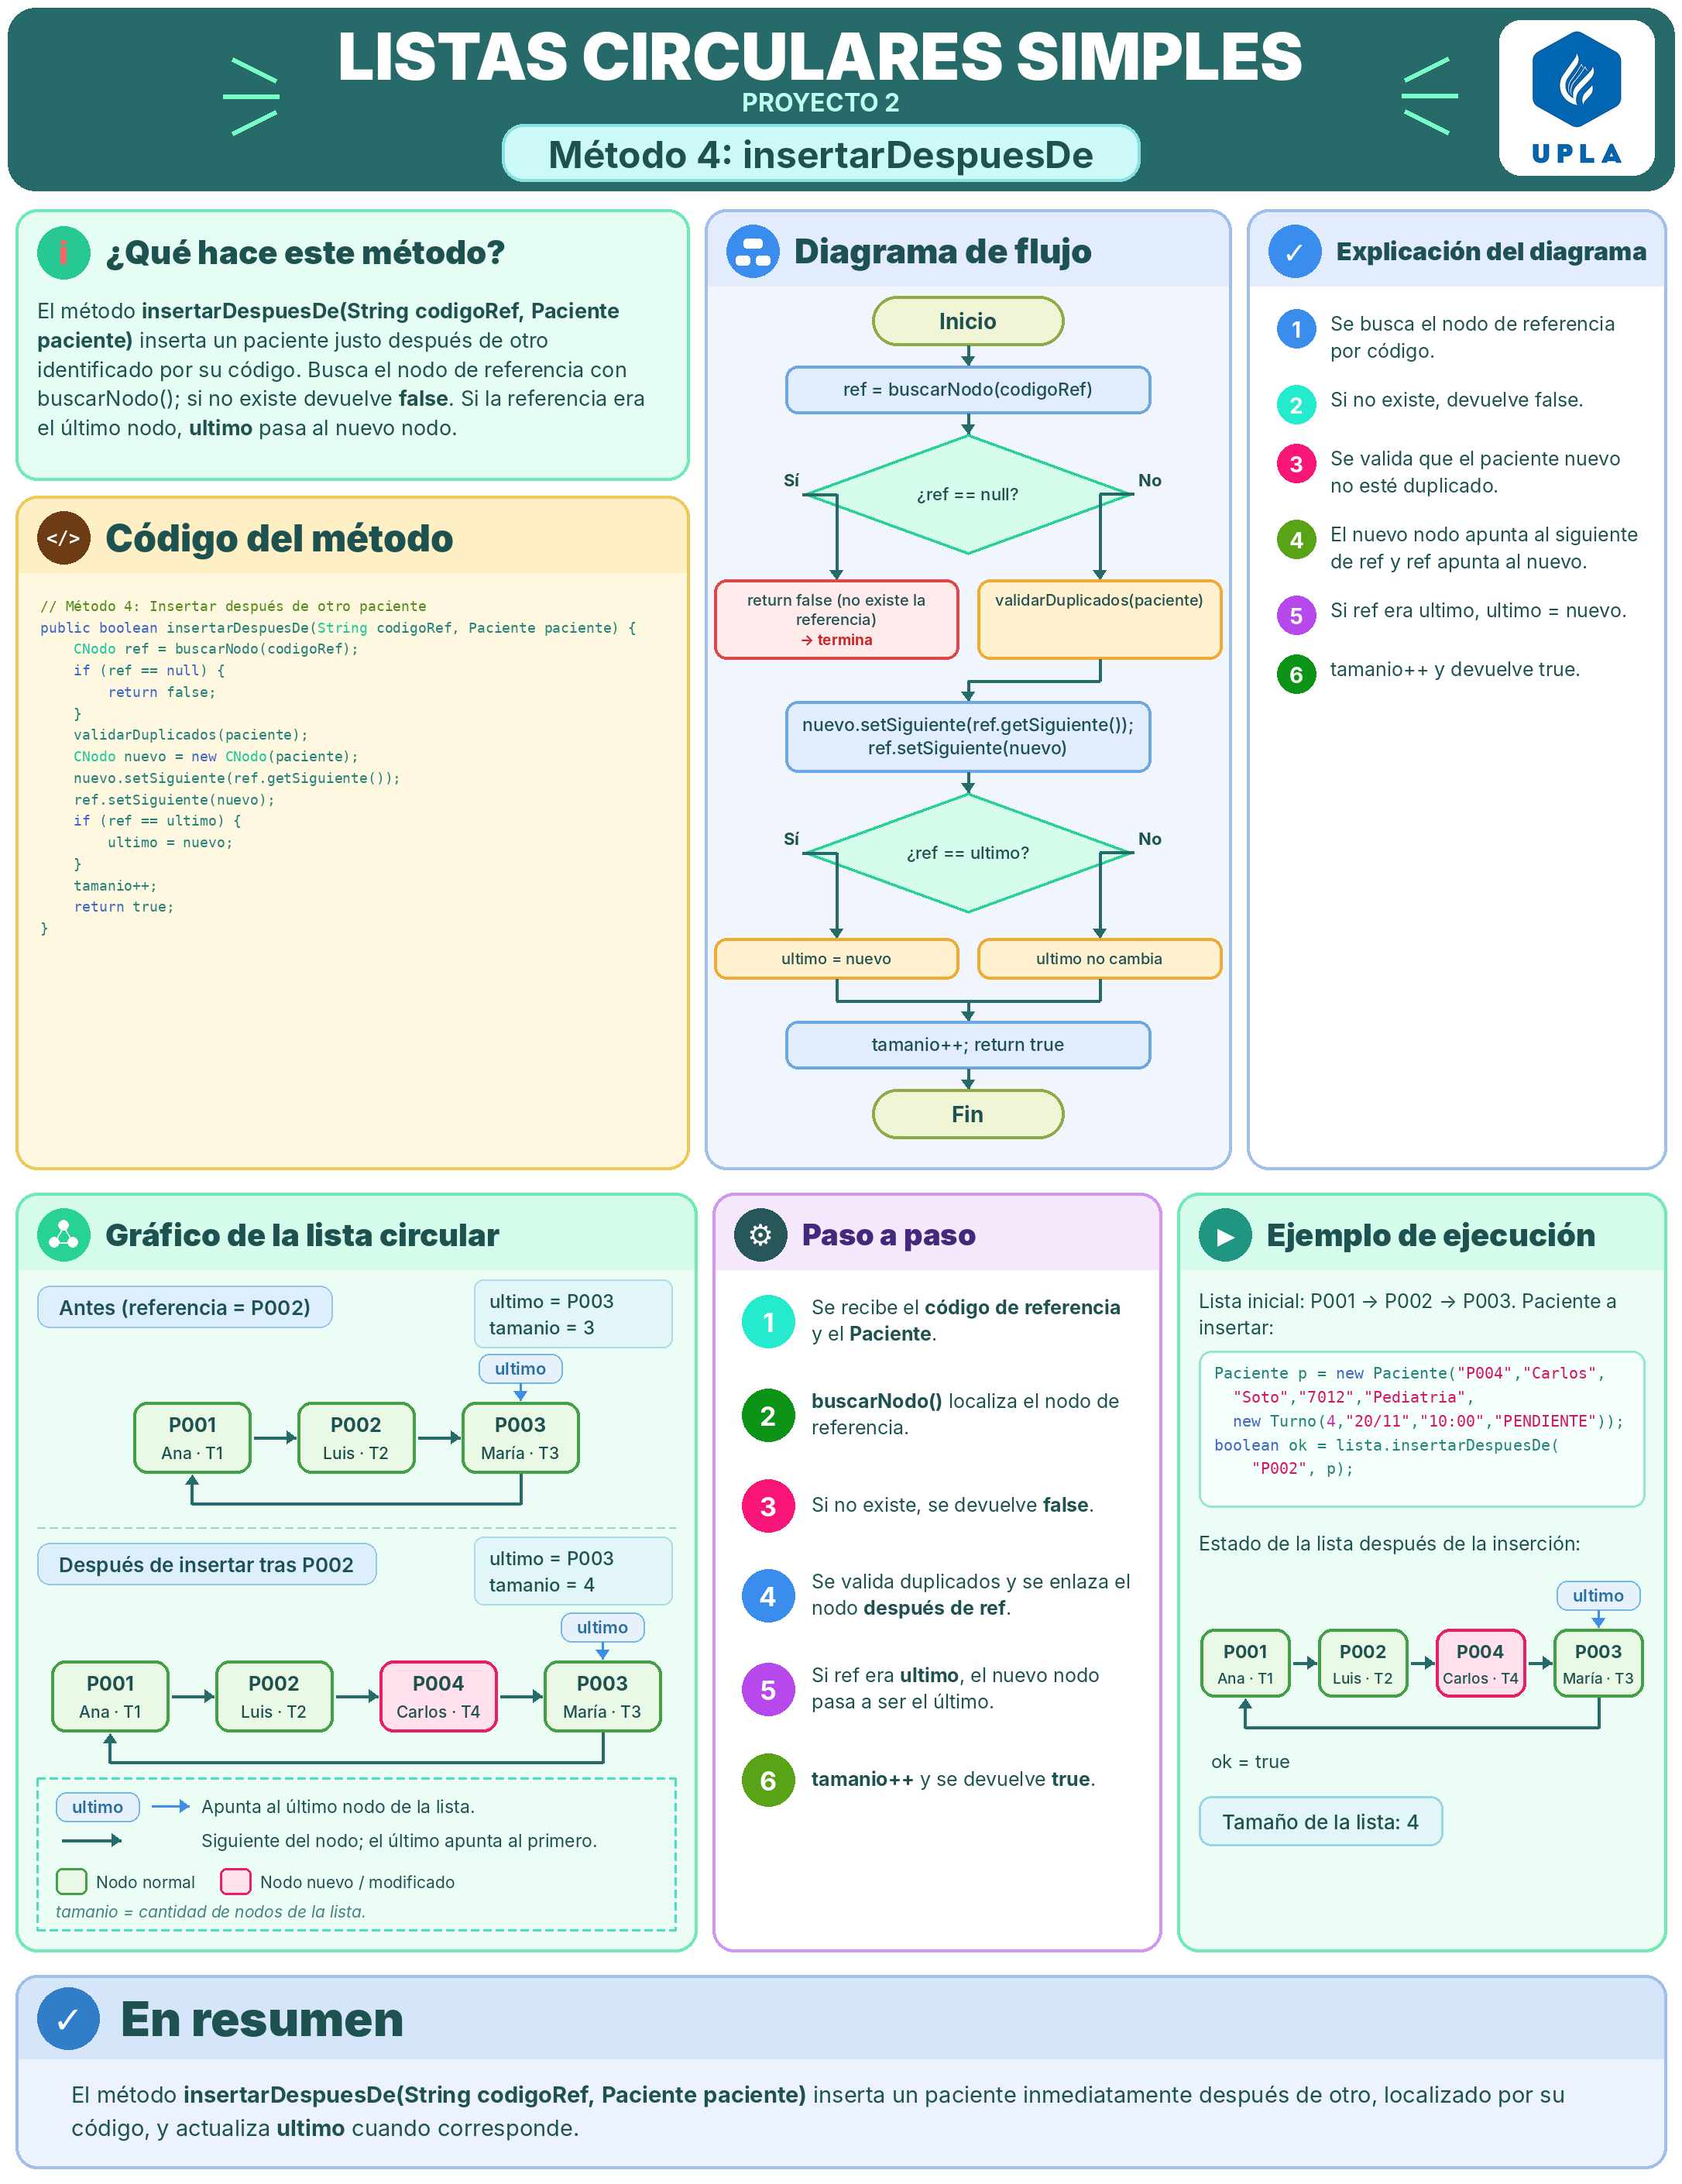 LISTAS CIRCULARES SIMPLES
PROYECTO 2
Método 4: insertarDespuesDe
UPLA
¿Qué hace este método?
El método insertarDespuesDe(String codigoRef, Paciente
paciente) inserta un paciente justo después de otro
identificado por su código. Busca el nodo de referencia con
buscarNodo(); si no existe devuelve false. Si la referencia era
el último nodo, ultimo pasa al nuevo nodo.
</> Código del método
// Método 4: Insertar después de otro paciente
public boolean insertarDespuesDe(String codigoRef, Paciente paciente) {
    CNodo ref = buscarNodo(codigoRef);
    if (ref == null) {
        return false;
    }
    validarDuplicados(paciente);
    CNodo nuevo = new CNodo(paciente);
    nuevo.setSiguiente(ref.getSiguiente());
    ref.setSiguiente(nuevo);
    if (ref == ultimo) {
        ultimo = nuevo;
    }
    tamanio++;
    return true;
}
Diagrama de flujo
Inicio
ref = buscarNodo(codigoRef)
Sí
¿ref == null?
No
return false (no existe la
referencia)
→ termina
validarDuplicados(paciente)
nuevo.setSiguiente(ref.getSiguiente());
ref.setSiguiente(nuevo)
Sí
¿ref == ultimo?
No
ultimo = nuevo
ultimo no cambia
tamanio++; return true
Fin
✓ Explicación del diagrama
1 Se busca el nodo de referencia
por código.
2 Si no existe, devuelve false.
3 Se valida que el paciente nuevo
no esté duplicado.
4 El nuevo nodo apunta al siguiente
de ref y ref apunta al nuevo.
5 Si ref era ultimo, ultimo = nuevo.
6 tamanio++ y devuelve true.
Gráfico de la lista circular
Antes (referencia = P002)
ultimo = P003
tamanio = 3
ultimo
P001
Ana · T1
P002
Luis · T2
P003
María · T3
Después de insertar tras P002
ultimo = P003
tamanio = 4
ultimo
P001
Ana · T1
P002
Luis · T2
P004
Carlos · T4
P003
María · T3
ultimo Apunta al último nodo de la lista.
Siguiente del nodo; el último apunta al primero.
Nodo normal
Nodo nuevo / modificado
tamanio = cantidad de nodos de la lista.
Paso a paso
1 Se recibe el código de referencia
y el Paciente.
2 buscarNodo() localiza el nodo de
referencia.
3 Si no existe, se devuelve false.
4 Se valida duplicados y se enlaza el
nodo después de ref.
5 Si ref era ultimo, el nuevo nodo
pasa a ser el último.
6 tamanio++ y se devuelve true.
Ejemplo de ejecución
Lista inicial: P001 → P002 → P003. Paciente a
insertar:
Paciente p = new Paciente("P004","Carlos",
  "Soto","7012","Pediatria",
  new Turno(4,"20/11","10:00","PENDIENTE"));
boolean ok = lista.insertarDespuesDe(
    "P002", p);
Estado de la lista después de la inserción:
ultimo
P001
Ana · T1
P002
Luis · T2
P004
Carlos · T4
P003
María · T3
ok = true
Tamaño de la lista: 4
✓ En resumen
El método insertarDespuesDe(String codigoRef, Paciente paciente) inserta un paciente inmediatamente después de otro, localizado por su
código, y actualiza ultimo cuando corresponde.